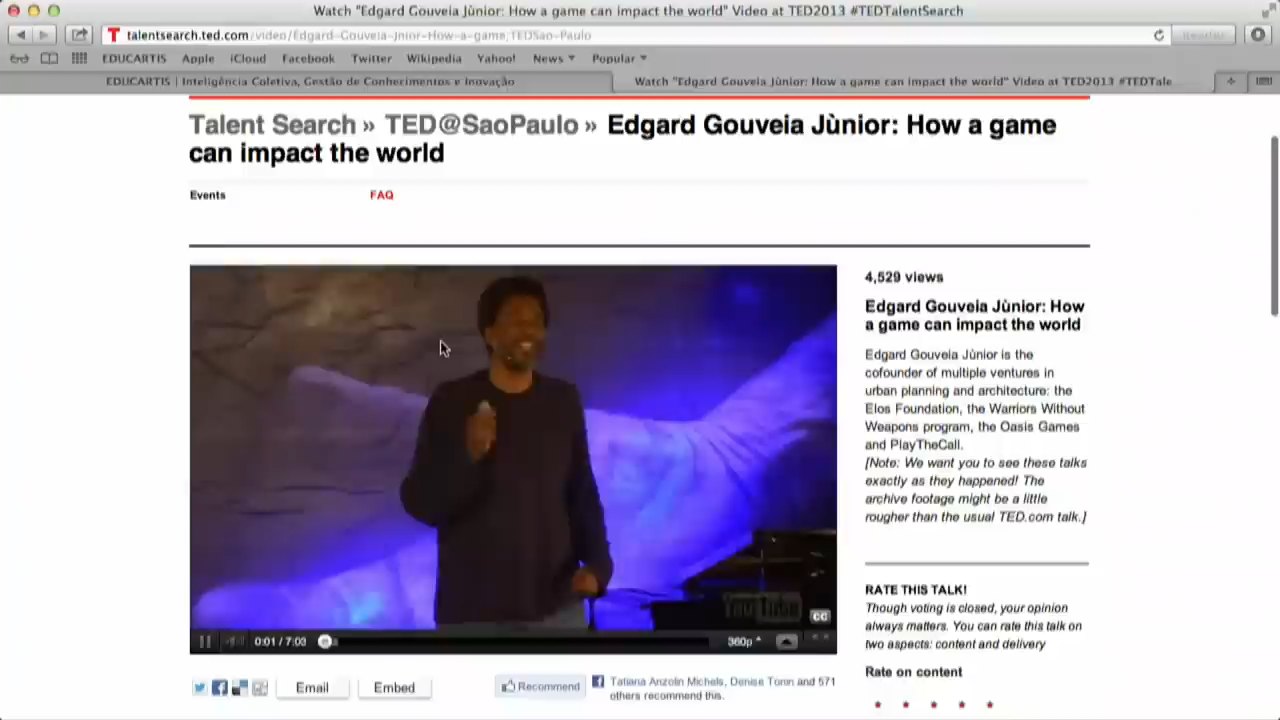 Watch "Edgard Gouveia Jùnior: How a game can impact the world" Video at TED2013 #TEDTalentSearch
talentsearch.ted.com/video/Edgard-Gouveia-Jnior-How-a-game;TEDSao-Paulo
Reader
EDUCARTIS Apple iCloud Facebook Twitter Wikipedia Yahoo! News Popular
EDUCARTIS | Inteligência Coletiva, Gestão de Conhecimentos e Inovação
Watch "Edgard Gouveia Jùnior: How a game can impact the world" Video at TED2013 #TEDTale
Talent Search » TED@SaoPaulo » Edgard Gouveia Jùnior: How a game
can impact the world
Events FAQ
4,529 views
Edgard Gouveia Jùnior: How
a game can impact the world
Edgard Gouveia Jùnior is the
cofounder of multiple ventures in
urban planning and architecture: the
Elos Foundation, the Warriors Without
Weapons program, the Oasis Games
and PlayTheCall.
[Note: We want you to see these talks
exactly as they happened! The
archive footage might be a little
rougher than the usual TED.com talk.]
RATE THIS TALK!
Though voting is closed, your opinion
always matters. You can rate this talk on
two aspects: content and delivery
Rate on content
YouTube
CC
0:01 / 7:03 360p
Email Embed
Recommend
Tatiana Anzolin Michels, Denise Tonin and 571
others recommend this.